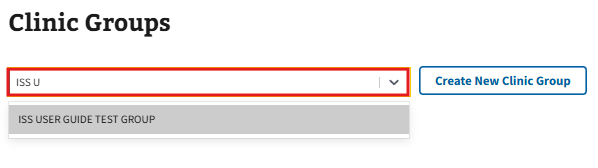 Clinic Groups
ISS U
Create New Clinic Group
ISS USER GUIDE TEST GROUP